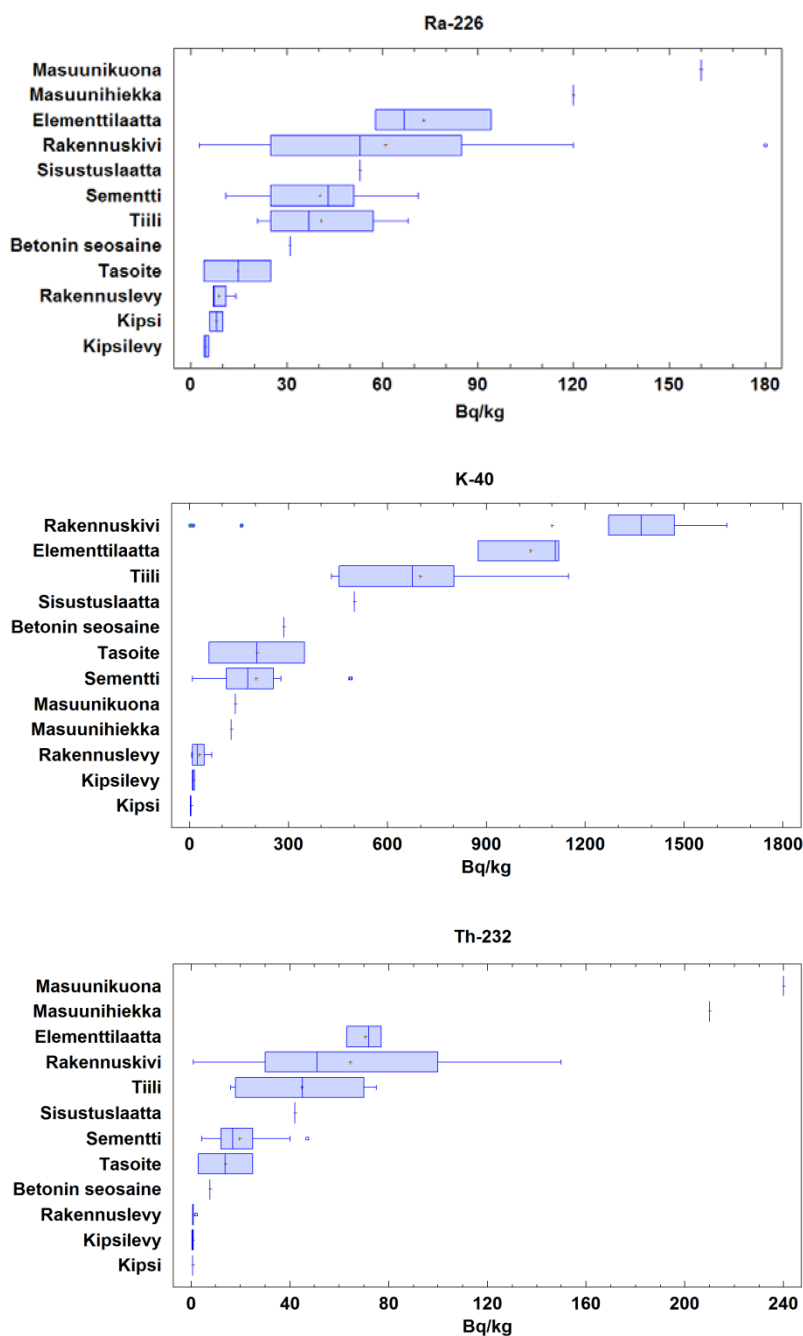 Ra-226
Masuunikuona
Masuunihiekka
Elementtilaatta
Rakennuskivi
Sisustuslaatta
Sementti
Tiili
Betonin seosaine
Tasoite
Rakennuslevy
Kipsi
Kipsilevy
0 30 60 90 120 150 180
Bq/kg
K-40
Rakennuskivi
Elementtilaatta
Tiili
Sisustuslaatta
Betonin seosaine
Tasoite
Sementti
Masuunikuona
Masuunihiekka
Rakennuslevy
Kipsilevy
Kipsi
0 300 600 900 1200 1500 1800
Bq/kg
Th-232
Masuunikuona
Masuunihiekka
Elementtilaatta
Rakennuskivi
Tiili
Sisustuslaatta
Sementti
Tasoite
Betonin seosaine
Rakennuslevy
Kipsilevy
Kipsi
0 40 80 120 160 200 240
Bq/kg